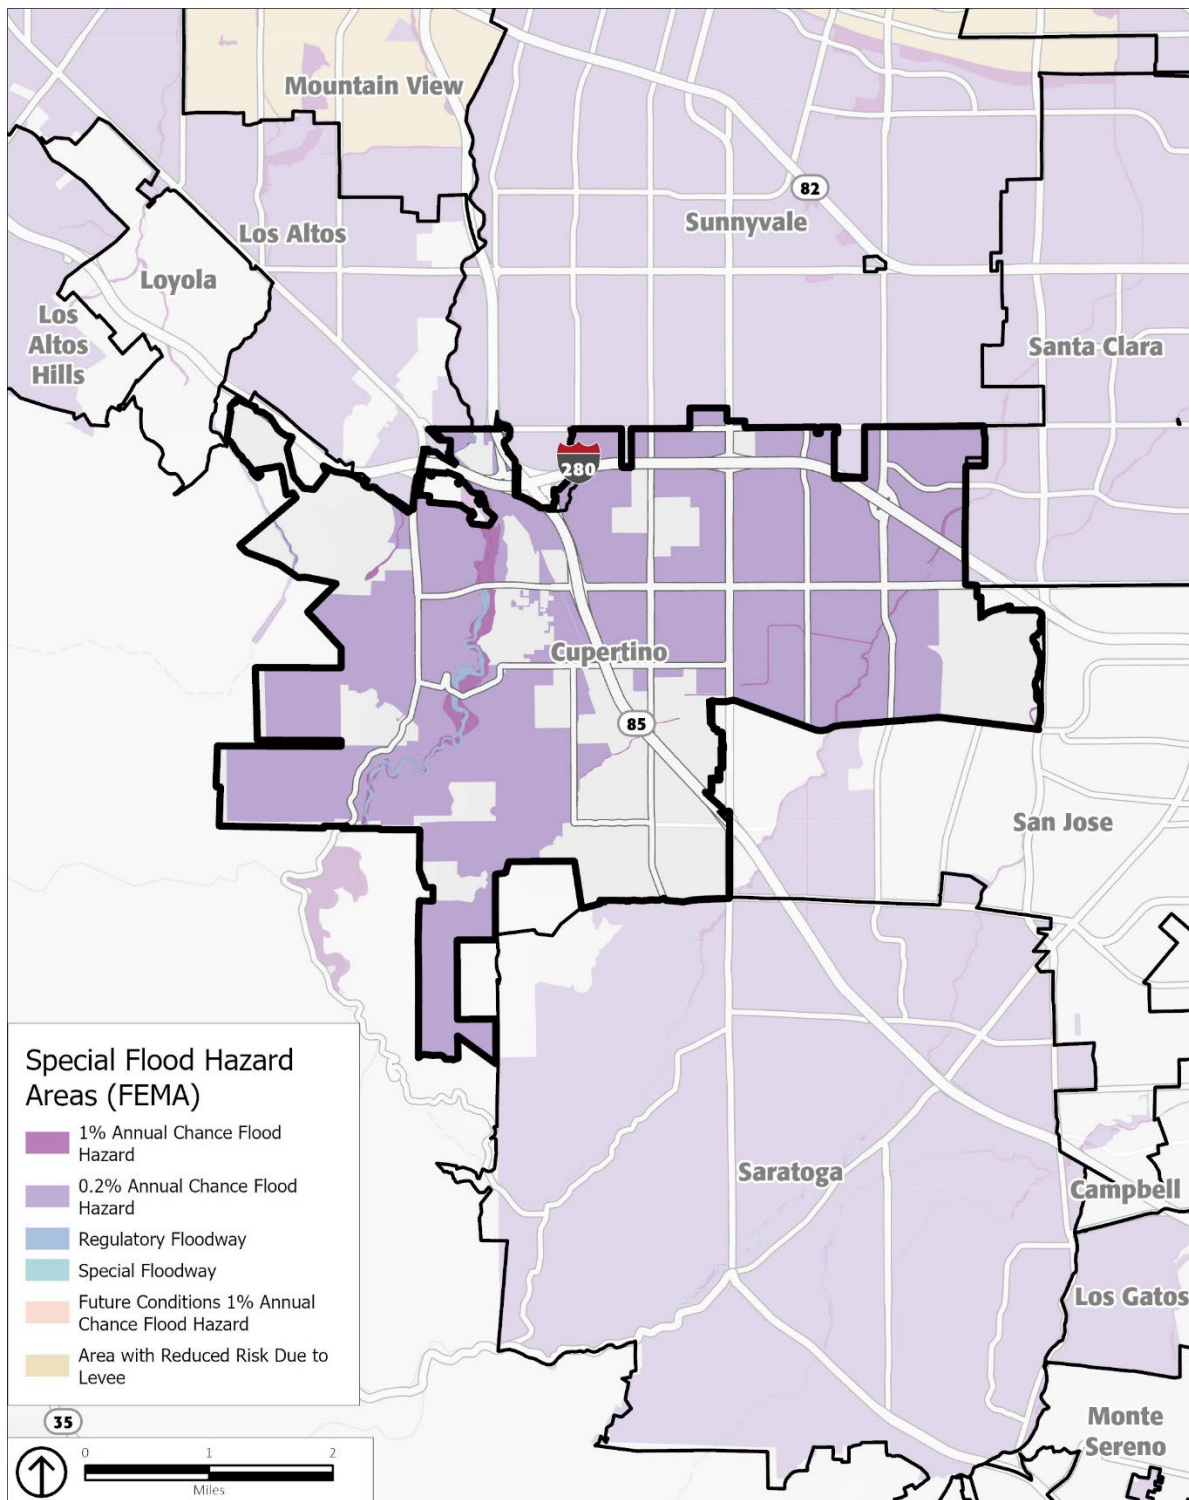 Mountain View
82
Sunnyvale
Los Altos
Loyola
Los
Altos
Hills
Santa Clara
280
Cupertino
85
San Jose
Saratoga
Campbell
Los Gatos
Monte
Sereno
Special Flood Hazard
Areas (FEMA)
1% Annual Chance Flood
Hazard
0.2% Annual Chance Flood
Hazard
Regulatory Floodway
Special Floodway
Future Conditions 1% Annual
Chance Flood Hazard
Area with Reduced Risk Due to
Levee
35
0 1 2
Miles